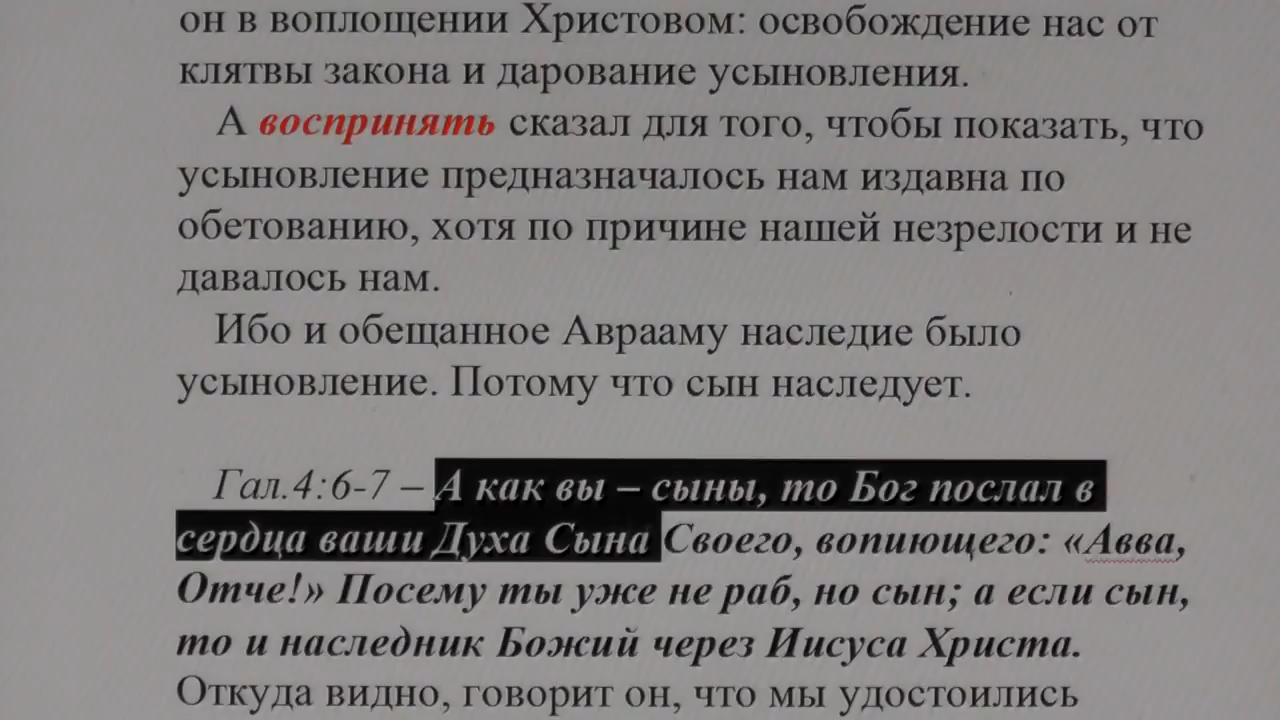 он в воплощении Христовом: освобождение нас от
клятвы закона и дарование усыновления.
А воспринять сказал для того, чтобы показать, что
усыновление предназначалось нам издавна по
обетованию, хотя по причине нашей незрелости и не
давалось нам.
Ибо и обещанное Аврааму наследие было
усыновление. Потому что сын наследует.
Гал.4:6-7 – А как вы – сыны, то Бог послал в
сердца ваши Духа Сына Своего, вопиющего: «Авва,
Отче!» Посему ты уже не раб, но сын; а если сын,
то и наследник Божий через Иисуса Христа.
Откуда видно, говорит он, что мы удостоились